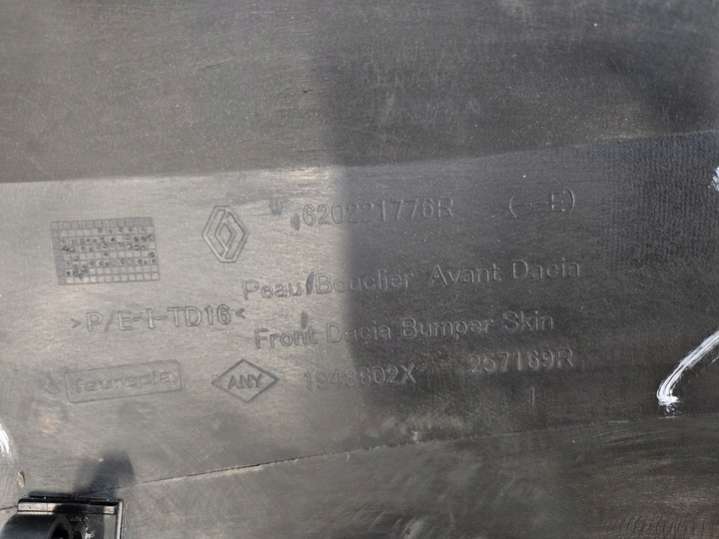 620221776R (--E)
Peau Bouclier Avant Dacia
>P/E-I-TD16<
Front Dacia Bumper Skin
faurecia
ANY
257169R